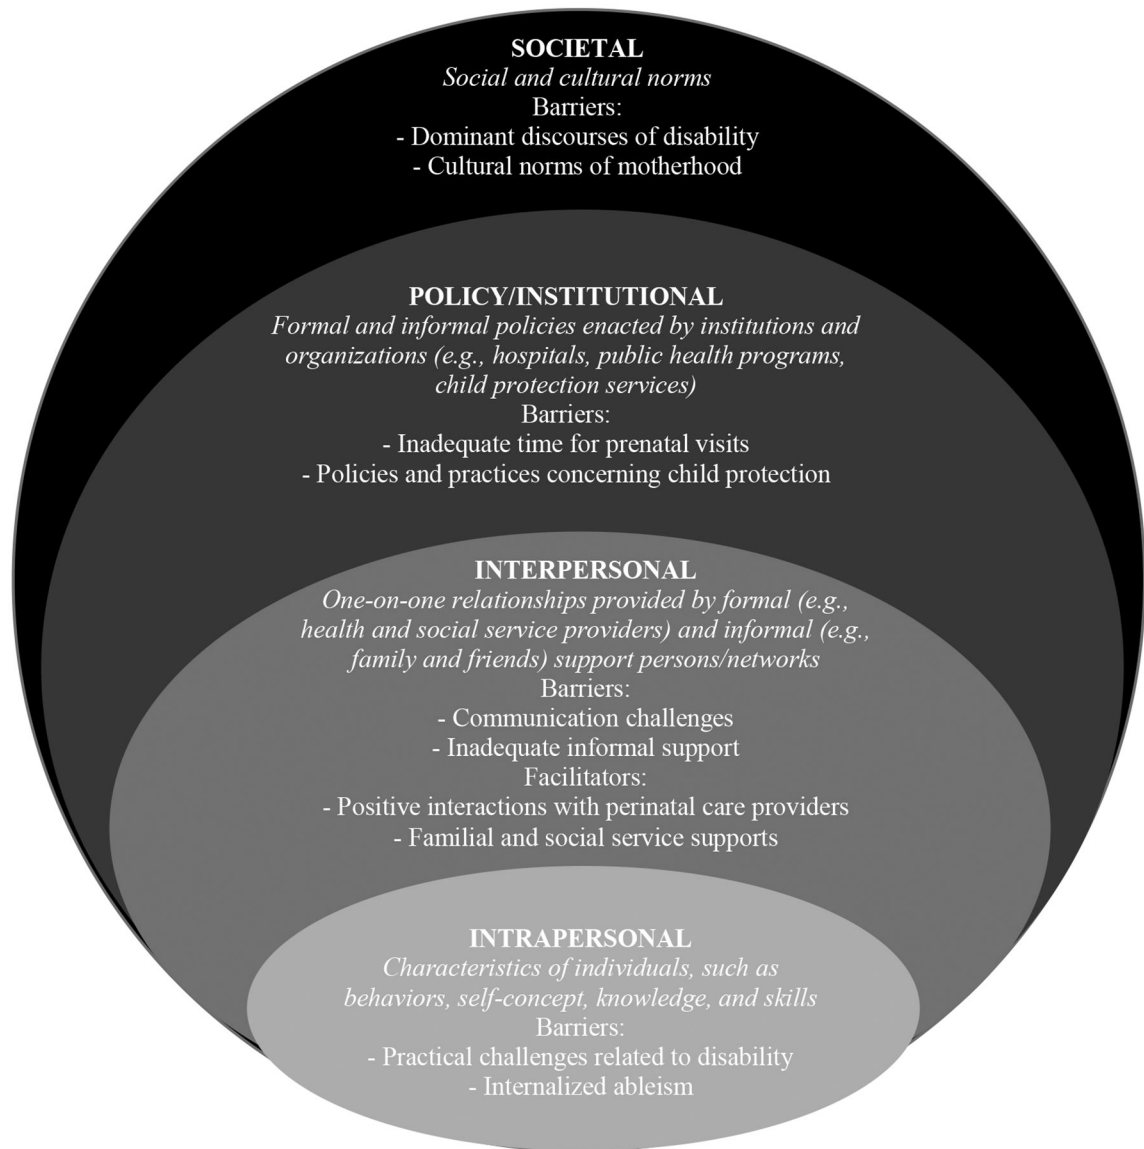 SOCIETAL
Social and cultural norms
Barriers:
- Dominant discourses of disability
- Cultural norms of motherhood
POLICY/INSTITUTIONAL
Formal and informal policies enacted by institutions and
organizations (e.g., hospitals, public health programs,
child protection services)
Barriers:
- Inadequate time for prenatal visits
- Policies and practices concerning child protection
INTERPERSONAL
One-on-one relationships provided by formal (e.g.,
health and social service providers) and informal (e.g.,
family and friends) support persons/networks
Barriers:
- Communication challenges
- Inadequate informal support
Facilitators:
- Positive interactions with perinatal care providers
- Familial and social service supports
INTRAPERSONAL
Characteristics of individuals, such as
behaviors, self-concept, knowledge, and skills
Barriers:
- Practical challenges related to disability
- Internalized ableism